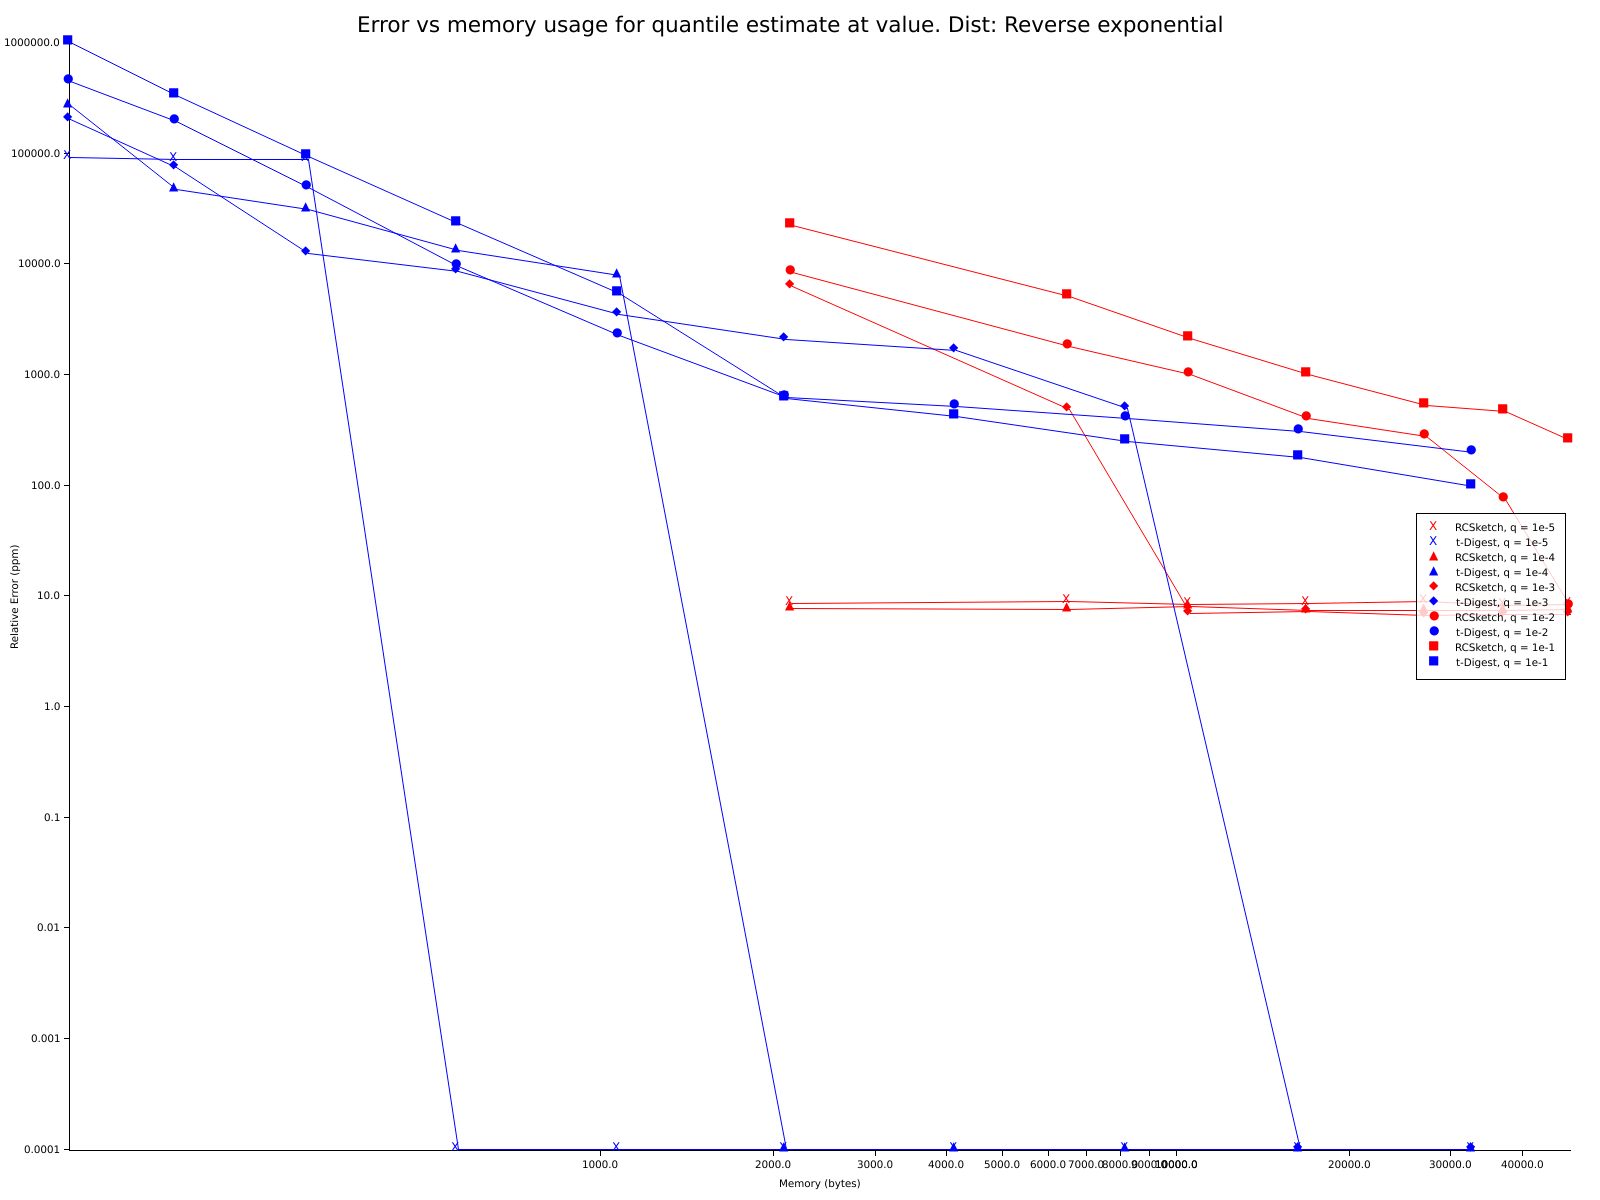 Error vs memory usage for quantile estimate at value. Dist: Reverse exponential
1000000.0
100000.0
10000.0
1000.0
100.0
10.0
1.0
0.1
0.01
0.001
0.0001
Relative Error (ppm)
RCSketch, q = 1e-5
t-Digest, q = 1e-5
RCSketch, q = 1e-4
t-Digest, q = 1e-4
RCSketch, q = 1e-3
t-Digest, q = 1e-3
RCSketch, q = 1e-2
t-Digest, q = 1e-2
RCSketch, q = 1e-1
t-Digest, q = 1e-1
1000.0 2000.0 3000.0 4000.0 5000.0 6000.0 7000.0 8000.0 9000.0 10000.0 20000.0 30000.0 40000.0
Memory (bytes)